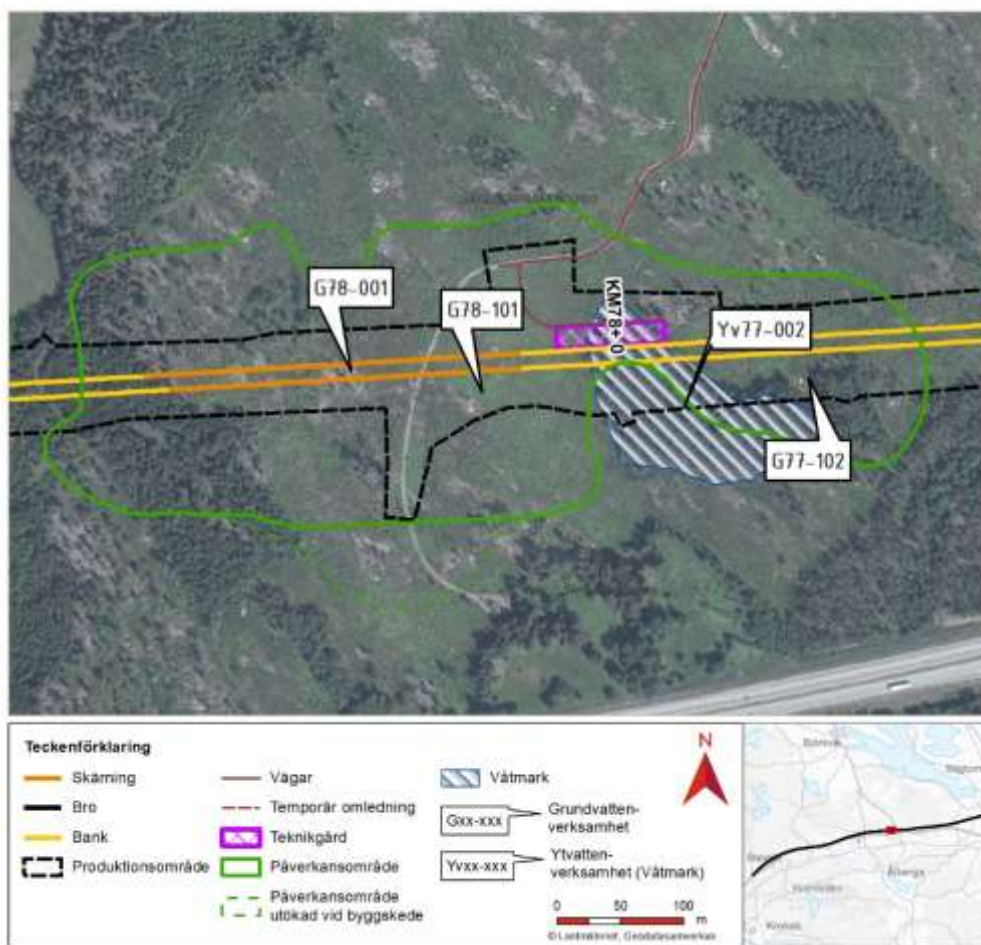 G78-001
G78-101
KM78+0
Yv77-002
G77-102
Teckenförklaring
Skärning
Bro
Bank
Produktionsområde
Vägar
Temporär omledning
Teknikgård
Påverkansområde
Påverkansområde
utökad vid byggskede
Våtmark
Gxx-xxx
Grundvatten-
verksamhet
Yvxx-xxx
Ytvatten-
verksamhet (Våtmark)
N
0 50 100
m
© Lantmäteriet, Geodatasamverkan
Ålberga